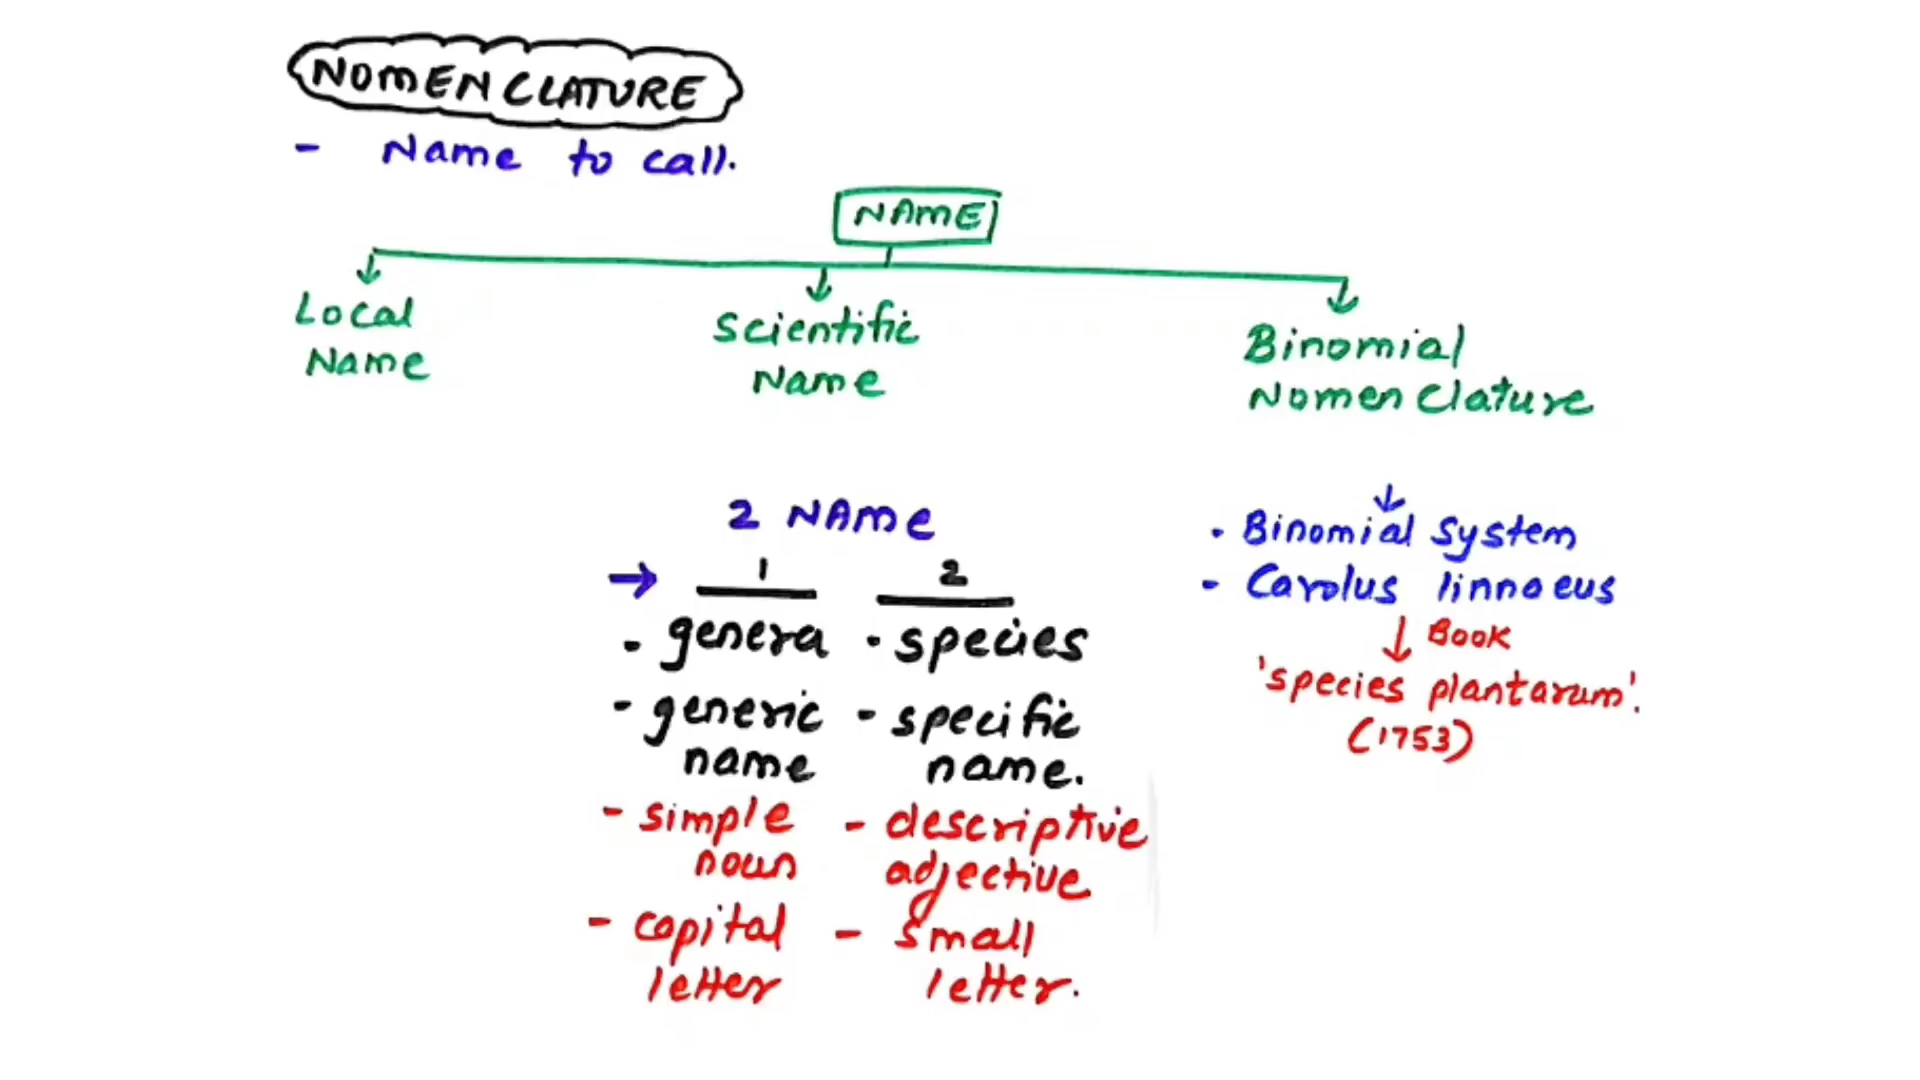 NOMENCLATURE
- Name to call.
NAME
Local Name
Scientific Name
Binomial Nomenclature
2 NAME
→ 1 2
- genera
- generic name
- simple noun
- capital letter
• species
- specific name.
- descriptive adjective
- small letter.
• Binomial System
- Carolus linnaeus
Book
'species plantarum'.
(1753)